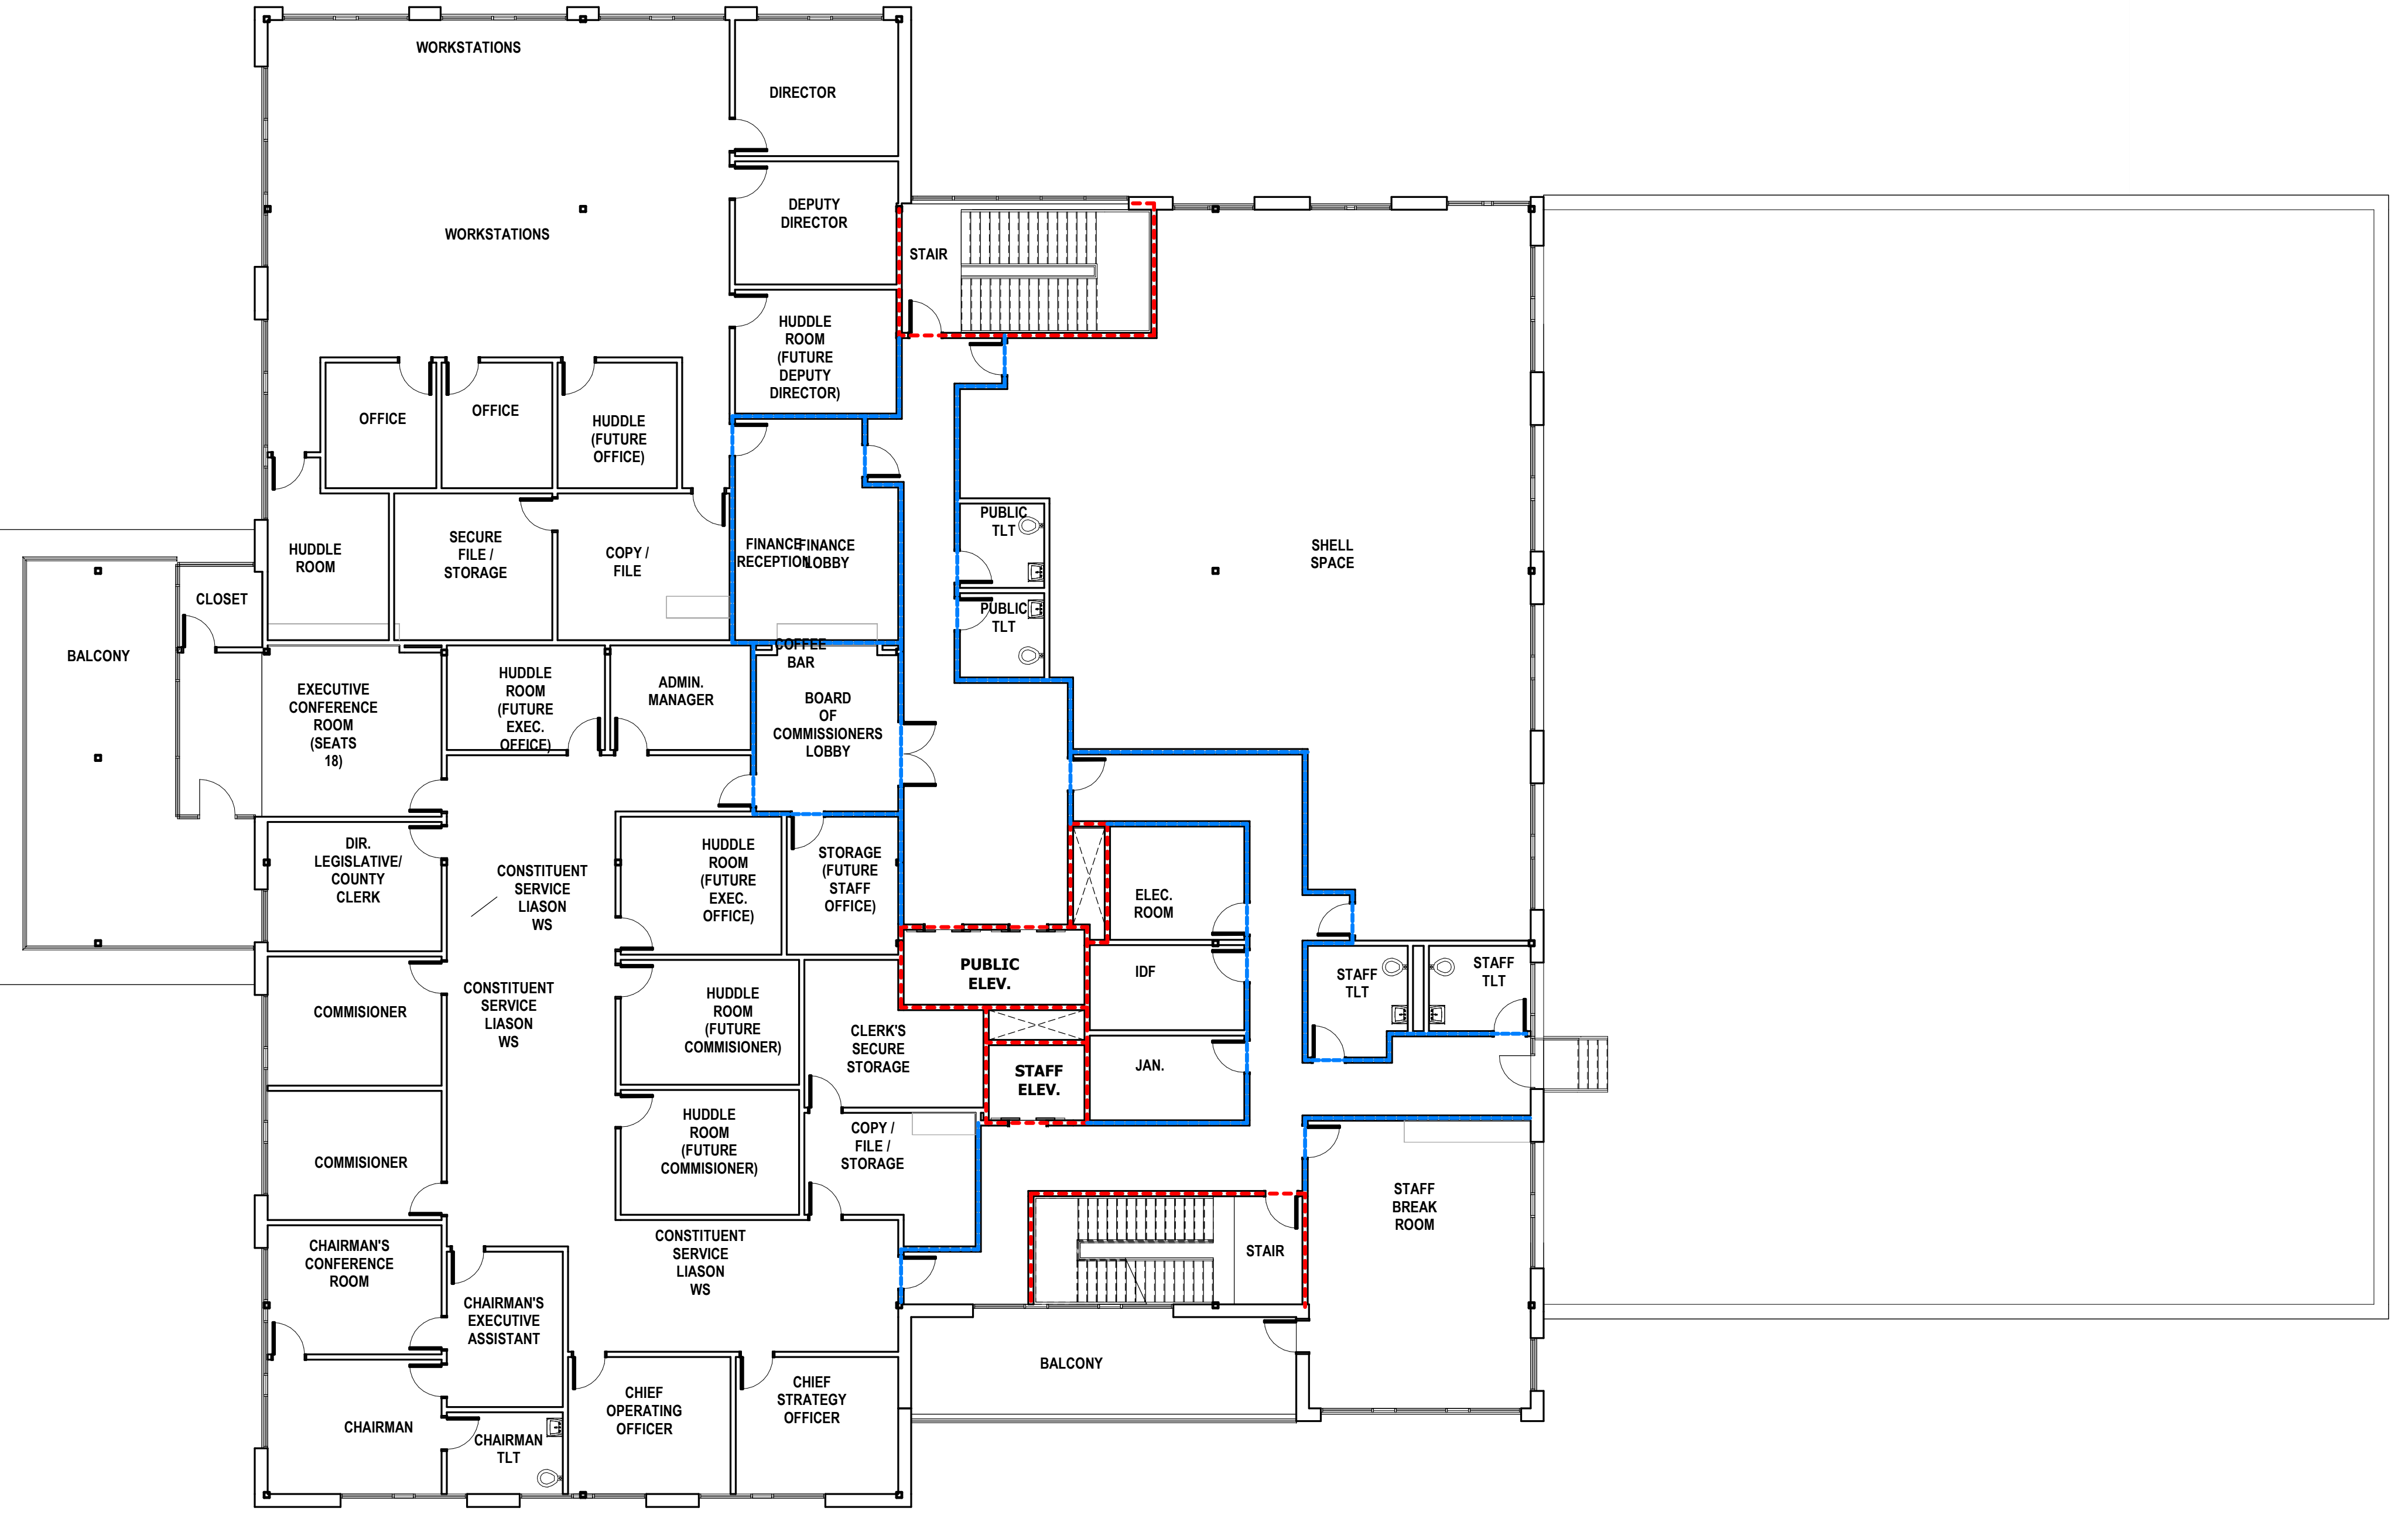 WORKSTATIONS
DIRECTOR
DEPUTY
DIRECTOR
WORKSTATIONS
STAIR
HUDDLE
ROOM
(FUTURE
DEPUTY
DIRECTOR)
OFFICE
OFFICE
HUDDLE
(FUTURE
OFFICE)
HUDDLE
ROOM
SECURE
FILE /
STORAGE
COPY /
FILE
FINANCE
RECEPTION
FINANCE
LOBBY
PUBLIC
TLT
PUBLIC
TLT
SHELL
SPACE
CLOSET
BALCONY
COFFEE
BAR
EXECUTIVE
CONFERENCE
ROOM
(SEATS
18)
HUDDLE
ROOM
(FUTURE
EXEC.
OFFICE)
ADMIN.
MANAGER
BOARD
OF
COMMISSIONERS
LOBBY
DIR.
LEGISLATIVE/
COUNTY
CLERK
CONSTITUENT
SERVICE
LIASON
WS
HUDDLE
ROOM
(FUTURE
EXEC.
OFFICE)
STORAGE
(FUTURE
STAFF
OFFICE)
ELEC.
ROOM
PUBLIC
ELEV.
IDF
STAFF
TLT
STAFF
TLT
COMMISIONER
CONSTITUENT
SERVICE
LIASON
WS
HUDDLE
ROOM
(FUTURE
COMMISIONER)
CLERK'S
SECURE
STORAGE
STAFF
ELEV.
JAN.
COMMISIONER
HUDDLE
ROOM
(FUTURE
COMMISIONER)
COPY /
FILE /
STORAGE
STAFF
BREAK
ROOM
CHAIRMAN'S
CONFERENCE
ROOM
CONSTITUENT
SERVICE
LIASON
WS
STAIR
CHAIRMAN'S
EXECUTIVE
ASSISTANT
BALCONY
CHAIRMAN
CHAIRMAN
TLT
CHIEF
OPERATING
OFFICER
CHIEF
STRATEGY
OFFICER